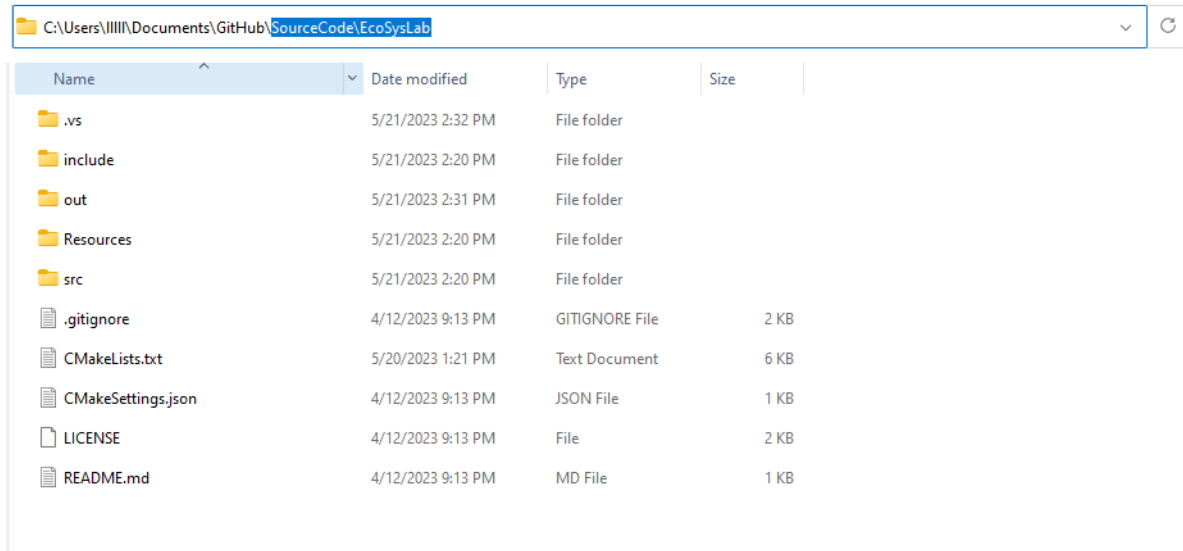 C:\Users\lllll\Documents\GitHub\SourceCode\EcoSysLab
Name Date modified Type Size
.vs 5/21/2023 2:32 PM File folder
include 5/21/2023 2:20 PM File folder
out 5/21/2023 2:31 PM File folder
Resources 5/21/2023 2:20 PM File folder
src 5/21/2023 2:20 PM File folder
.gitignore 4/12/2023 9:13 PM GITIGNORE File 2 KB
CMakeLists.txt 5/20/2023 1:21 PM Text Document 6 KB
CMakeSettings.json 4/12/2023 9:13 PM JSON File 1 KB
LICENSE 4/12/2023 9:13 PM File 2 KB
README.md 4/12/2023 9:13 PM MD File 1 KB